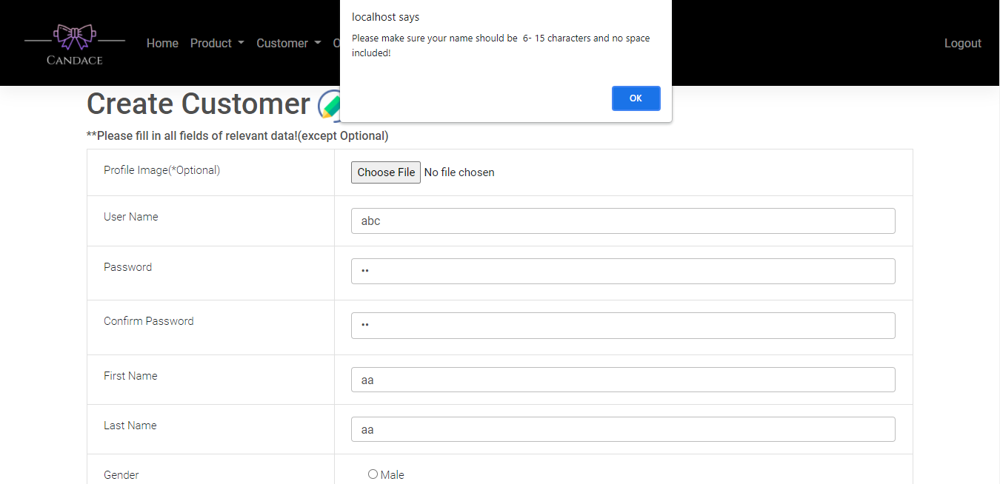 localhost says
Please make sure your name should be  6- 15 characters and no space
included!
OK
CANDACE
Home Product Customer Logout
Create Customer
**Please fill in all fields of relevant data!(except Optional)
Profile Image(*Optional) Choose File No file chosen
User Name abc
Password ••
Confirm Password ••
First Name aa
Last Name aa
Gender Male